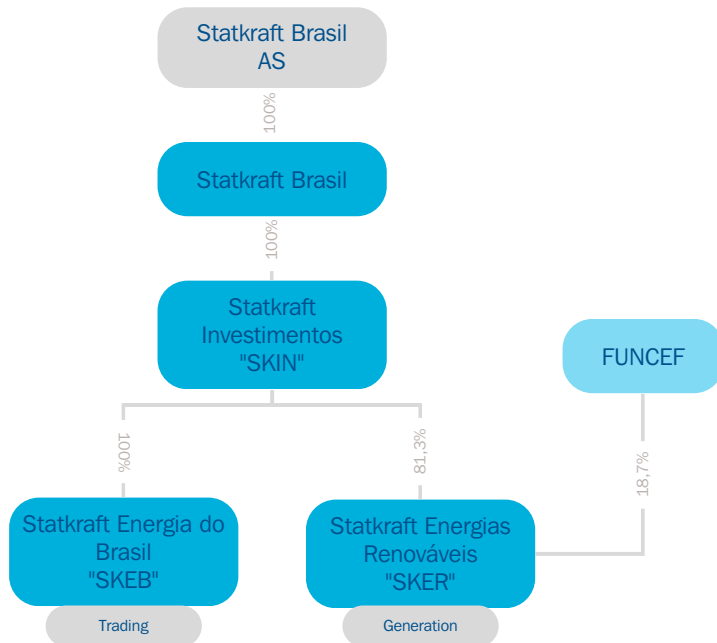 Statkraft Brasil
AS
100%
Statkraft Brasil
100%
Statkraft
Investimentos
"SKIN"
FUNCEF
100%
81,3%
18,7%
Statkraft Energia do
Brasil
"SKEB"
Statkraft Energias
Renováveis
"SKER"
Trading
Generation